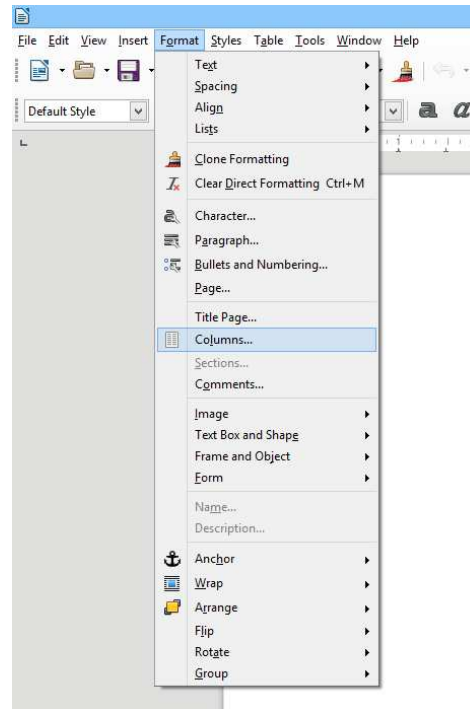 File Edit View Insert Format Styles Table Tools Window Help
Default Style
Text
Spacing
Align
Lists
Clone Formatting
Clear Direct Formatting Ctrl+M
Character...
Paragraph...
Bullets and Numbering...
Page...
Title Page...
Columns...
Sections...
Comments...
Image
Text Box and Shape
Frame and Object
Form
Name...
Description...
Anchor
Wrap
Arrange
Flip
Rotate
Group